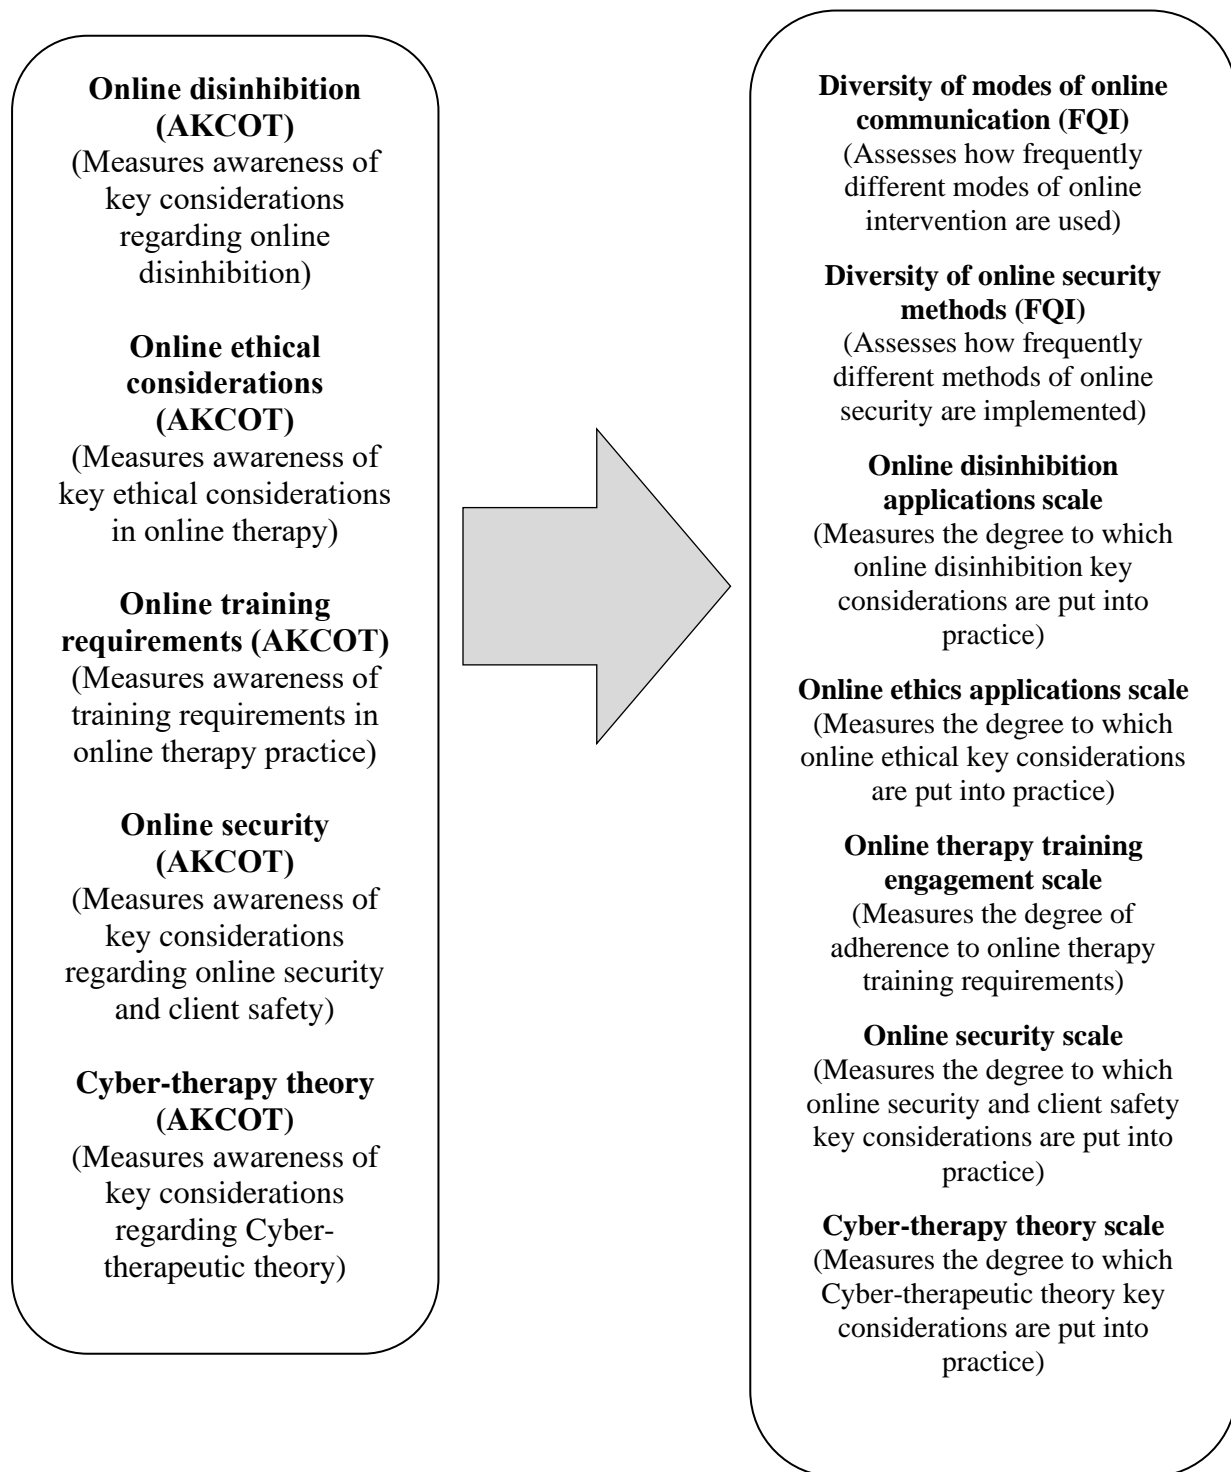 Online disinhibition
(AKCOT)
(Measures awareness of
key considerations
regarding online
disinhibition)
Online ethical
considerations
(AKCOT)
(Measures awareness of
key ethical considerations
in online therapy)
Online training
requirements (AKCOT)
(Measures awareness of
training requirements in
online therapy practice)
Online security
(AKCOT)
(Measures awareness of
key considerations
regarding online security
and client safety)
Cyber-therapy theory
(AKCOT)
(Measures awareness of
key considerations
regarding Cyber-
therapeutic theory)
Diversity of modes of online
communication (FQI)
(Assesses how frequently
different modes of online
intervention are used)
Diversity of online security
methods (FQI)
(Assesses how frequently
different methods of online
security are implemented)
Online disinhibition
applications scale
(Measures the degree to which
online disinhibition key
considerations are put into
practice)
Online ethics applications scale
(Measures the degree to which
online ethical key considerations
are put into practice)
Online therapy training
engagement scale
(Measures the degree of
adherence to online therapy
training requirements)
Online security scale
(Measures the degree to which
online security and client safety
key considerations are put into
practice)
Cyber-therapy theory scale
(Measures the degree to which
Cyber-therapeutic theory key
considerations are put into
practice)